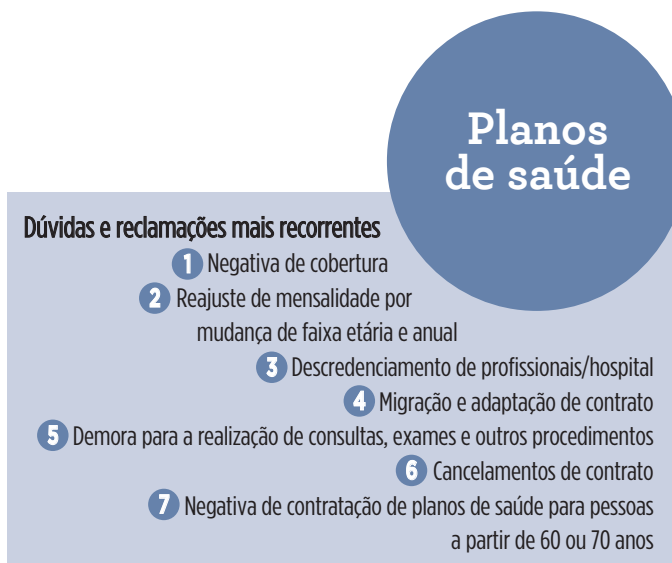 Planos
de saúde
Dúvidas e reclamações mais recorrentes
1 Negativa de cobertura
2 Reajuste de mensalidade por
mudança de faixa etária e anual
3 Descredenciamento de profissionais/hospital
4 Migração e adaptação de contrato
5 Demora para a realização de consultas, exames e outros procedimentos
6 Cancelamentos de contrato
7 Negativa de contratação de planos de saúde para pessoas
a partir de 60 ou 70 anos